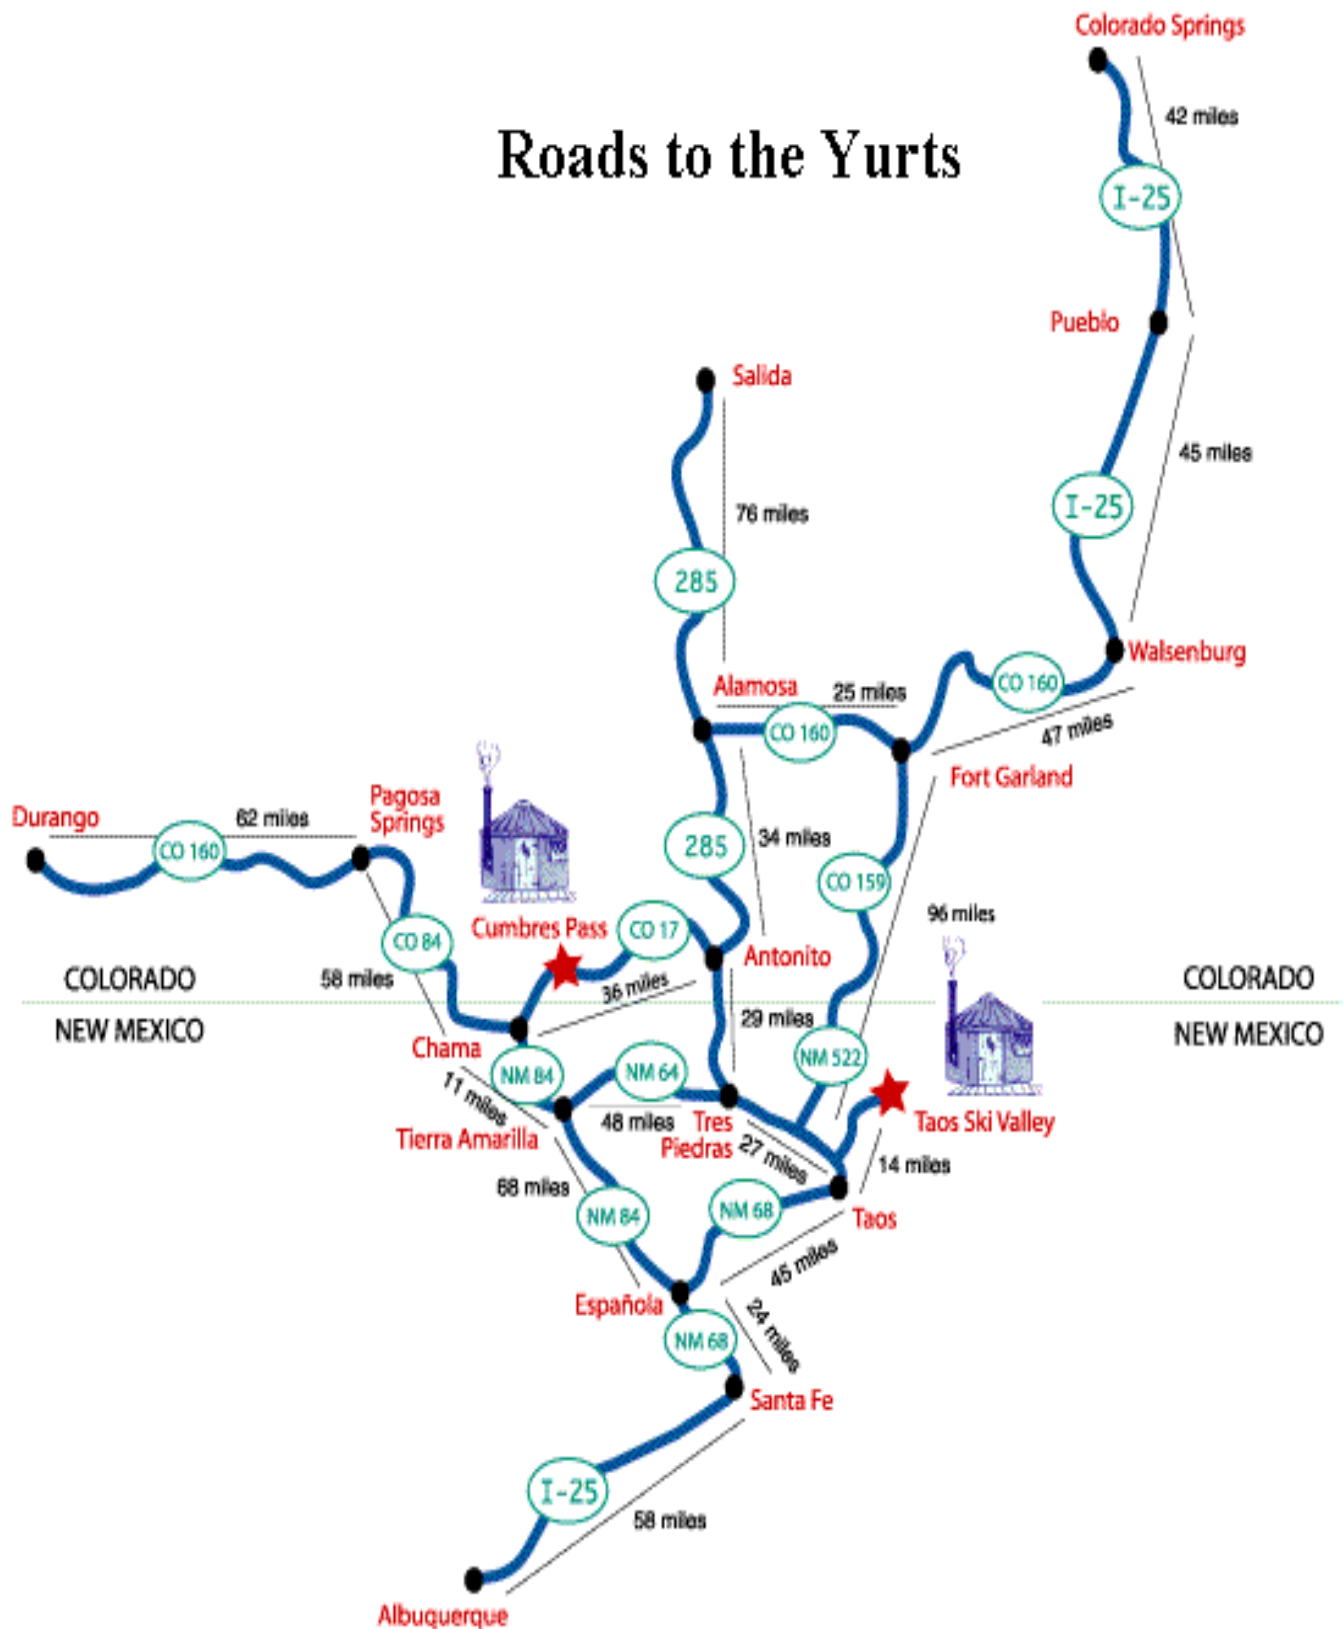 Colorado Springs
42 miles
Roads to the Yurts
I-25
Pueblo
Salida
45 miles
I-25
76 miles
285
Walsenburg
Alamosa
25 miles
CO 160
CO 160
47 miles
Fort Garland
Durango
62 miles
Pagosa
Springs
CO 160
285
34 miles
CO 159
96 miles
Cumbres Pass
CO 17
CO 84
Antonito
58 miles
36 miles
COLORADO
COLORADO
NEW MEXICO
NEW MEXICO
29 miles
Chama
NM 522
NM 84
NM 64
11 miles
48 miles
Tres
Piedras
Taos Ski Valley
Tierra Amarilla
27 miles
14 miles
68 miles
NM 84
NM 68
Taos
45 miles
Española
24 miles
NM 68
Santa Fe
I-25
58 miles
Albuquerque